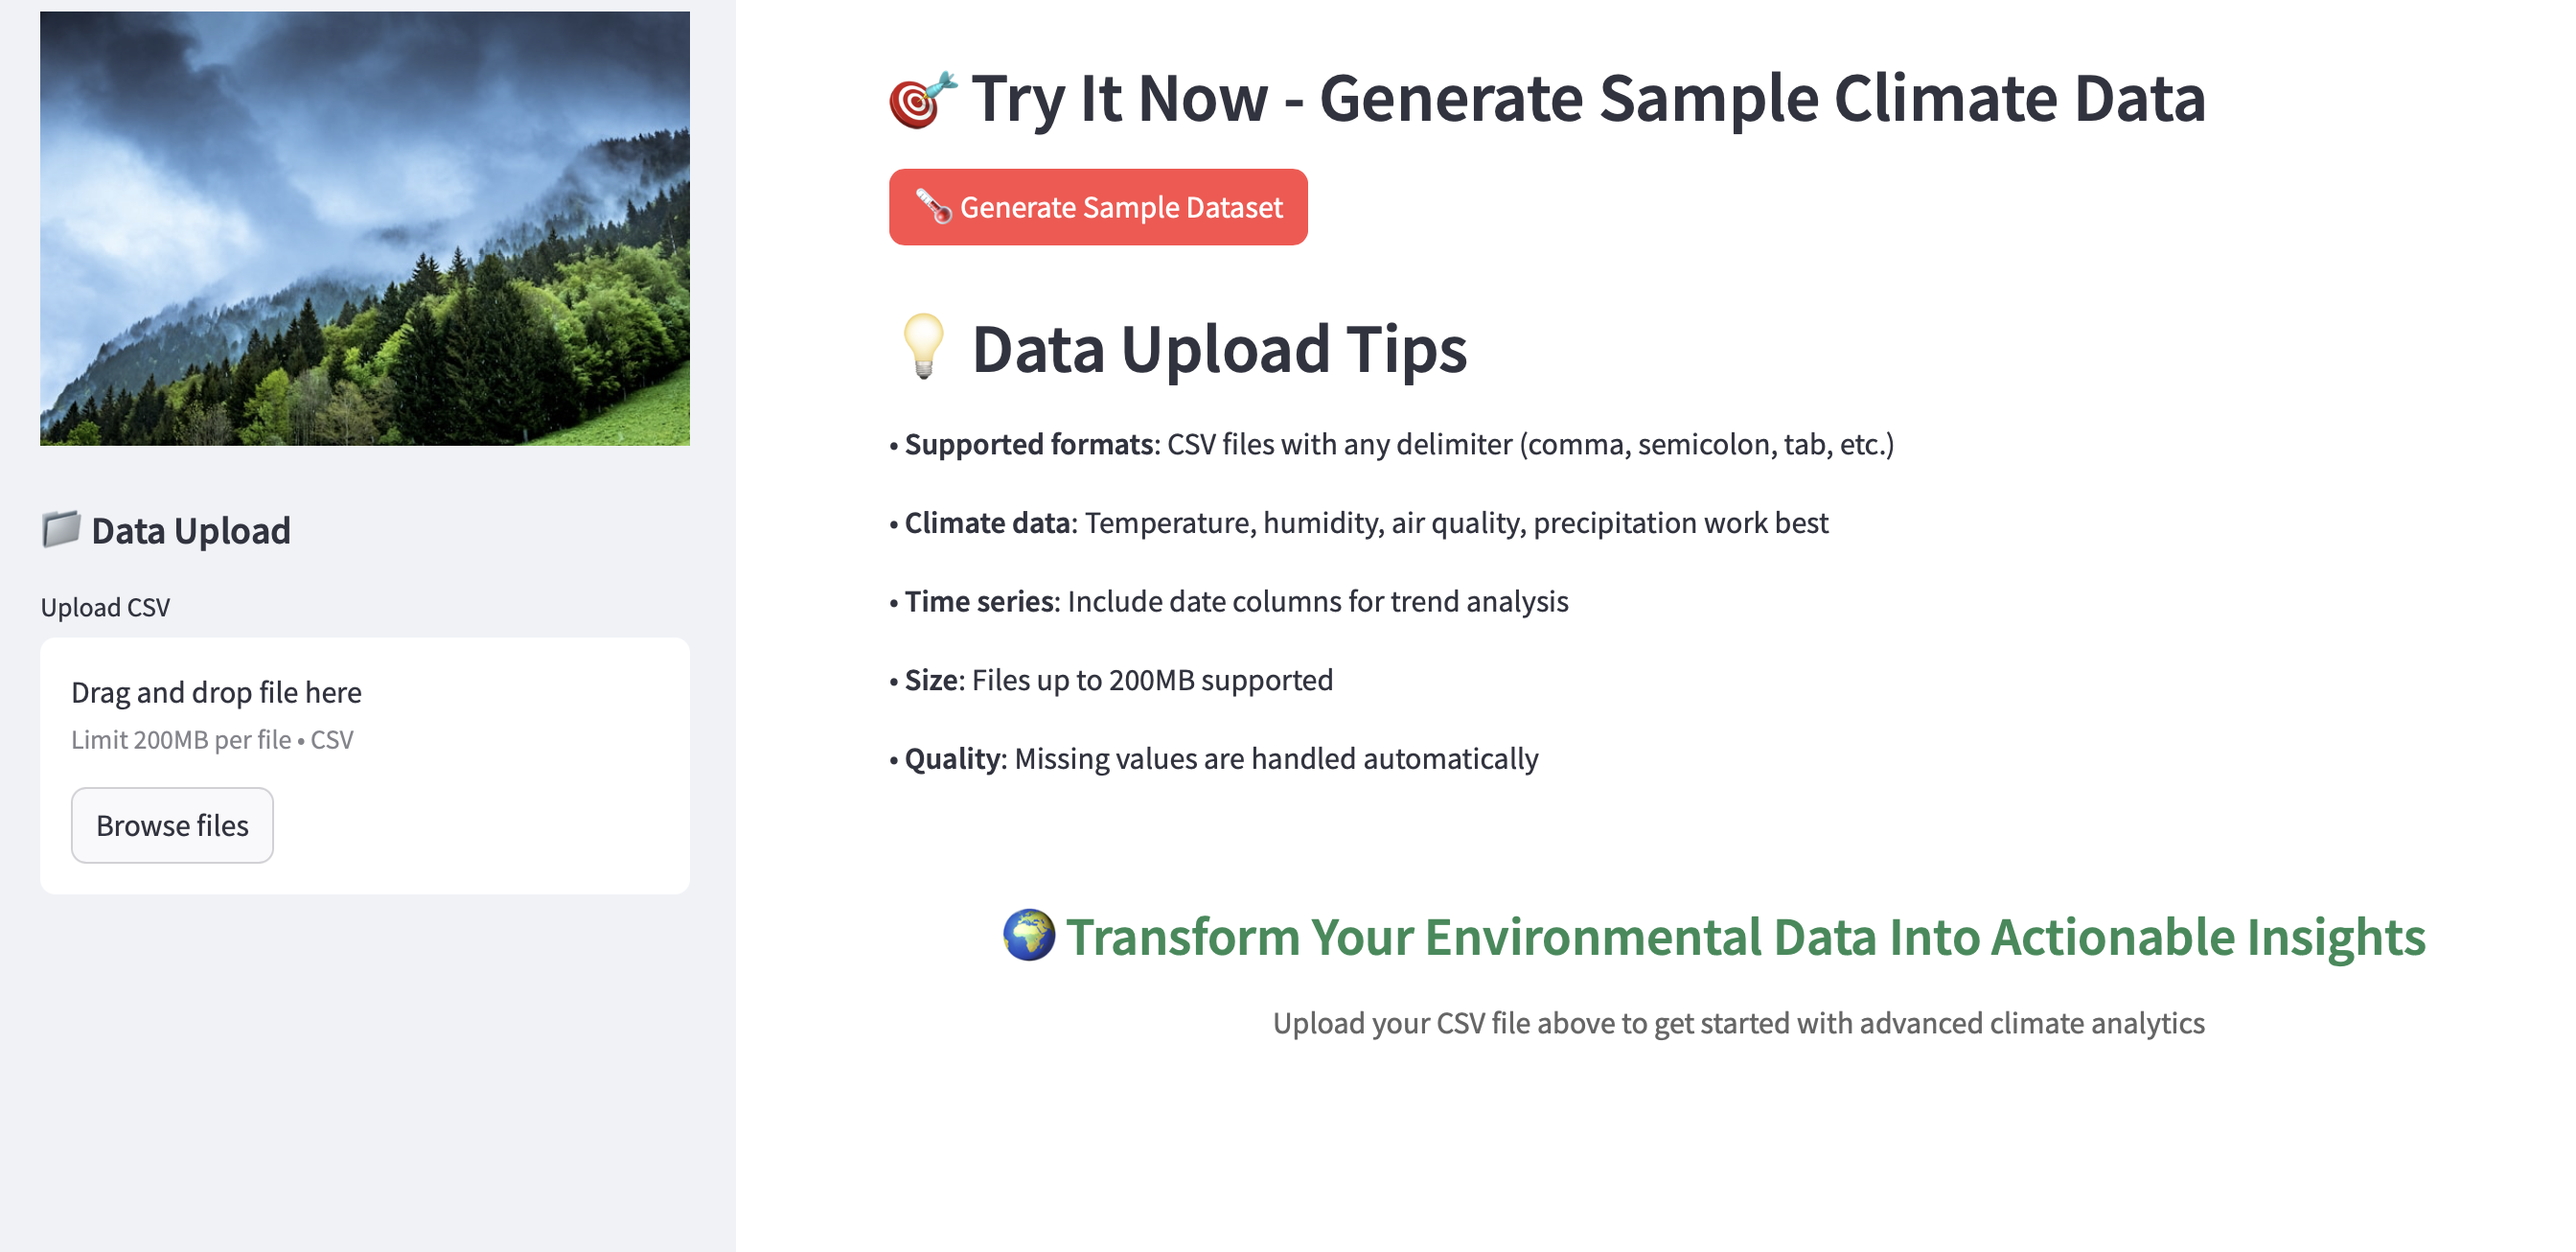 Data Upload
Upload CSV
Drag and drop file here
Limit 200MB per file • CSV
Browse files
Try It Now - Generate Sample Climate Data
Generate Sample Dataset
Data Upload Tips
• Supported formats: CSV files with any delimiter (comma, semicolon, tab, etc.)
• Climate data: Temperature, humidity, air quality, precipitation work best
• Time series: Include date columns for trend analysis
• Size: Files up to 200MB supported
• Quality: Missing values are handled automatically
Transform Your Environmental Data Into Actionable Insights
Upload your CSV file above to get started with advanced climate analytics